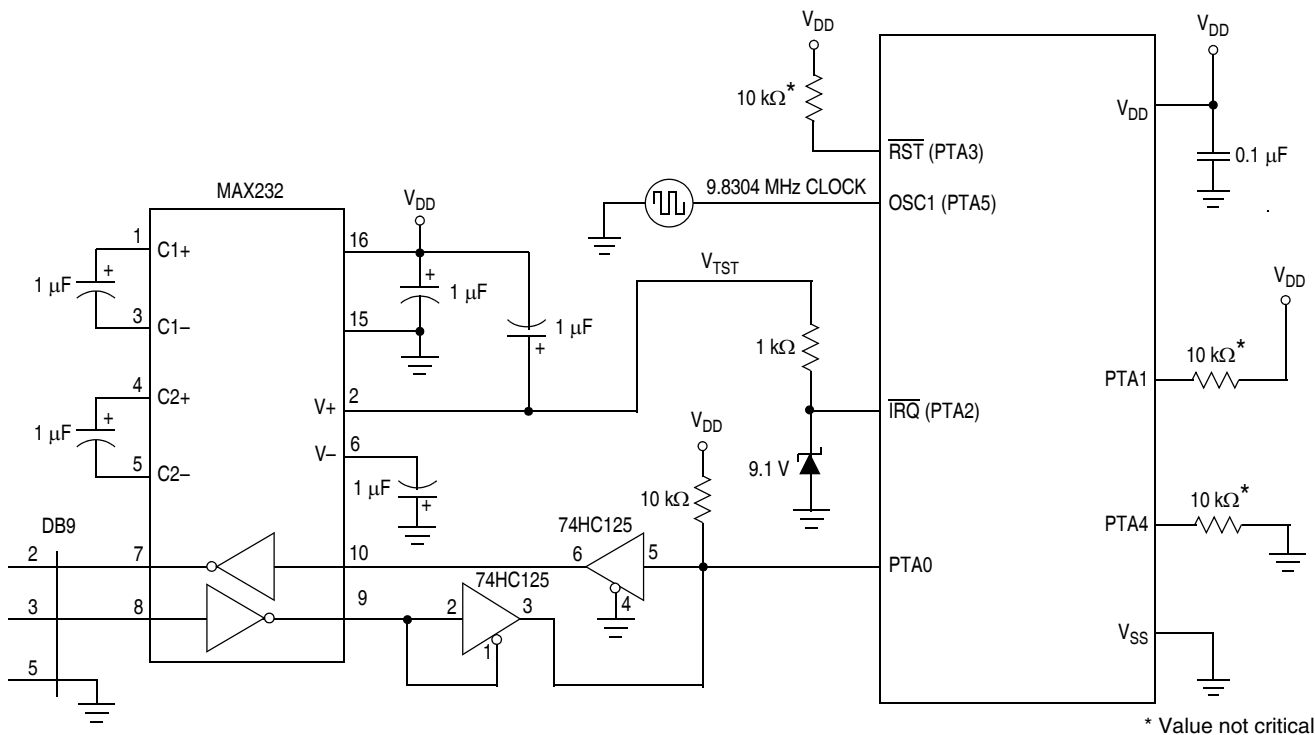 VDD
VDD
10 kΩ*
VDD
RST (PTA3)
0.1 μF
MAX232
9.8304 MHz CLOCK
OSC1 (PTA5)
VDD
1
16
C1+
VTST
VDD
1 μF
+
+
1 μF
3
C1–
15
1 μF
+
1 kΩ
10 kΩ*
PTA1
4
C2+
V+
2
IRQ (PTA2)
1 μF
+
VDD
V–
6
9.1 V
5
C2–
1 μF
+
10 kΩ
10 kΩ*
PTA4
DB9
74HC125
2
7
10
6
5
PTA0
74HC125
4
3
8
9
2
3
1
VSS
5
* Value not critical